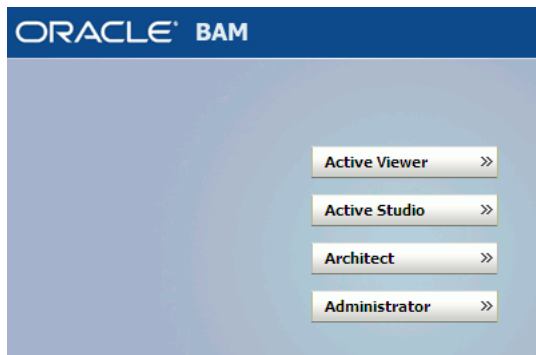 ORACLE BAM
Active Viewer »
Active Studio »
Architect »
Administrator »